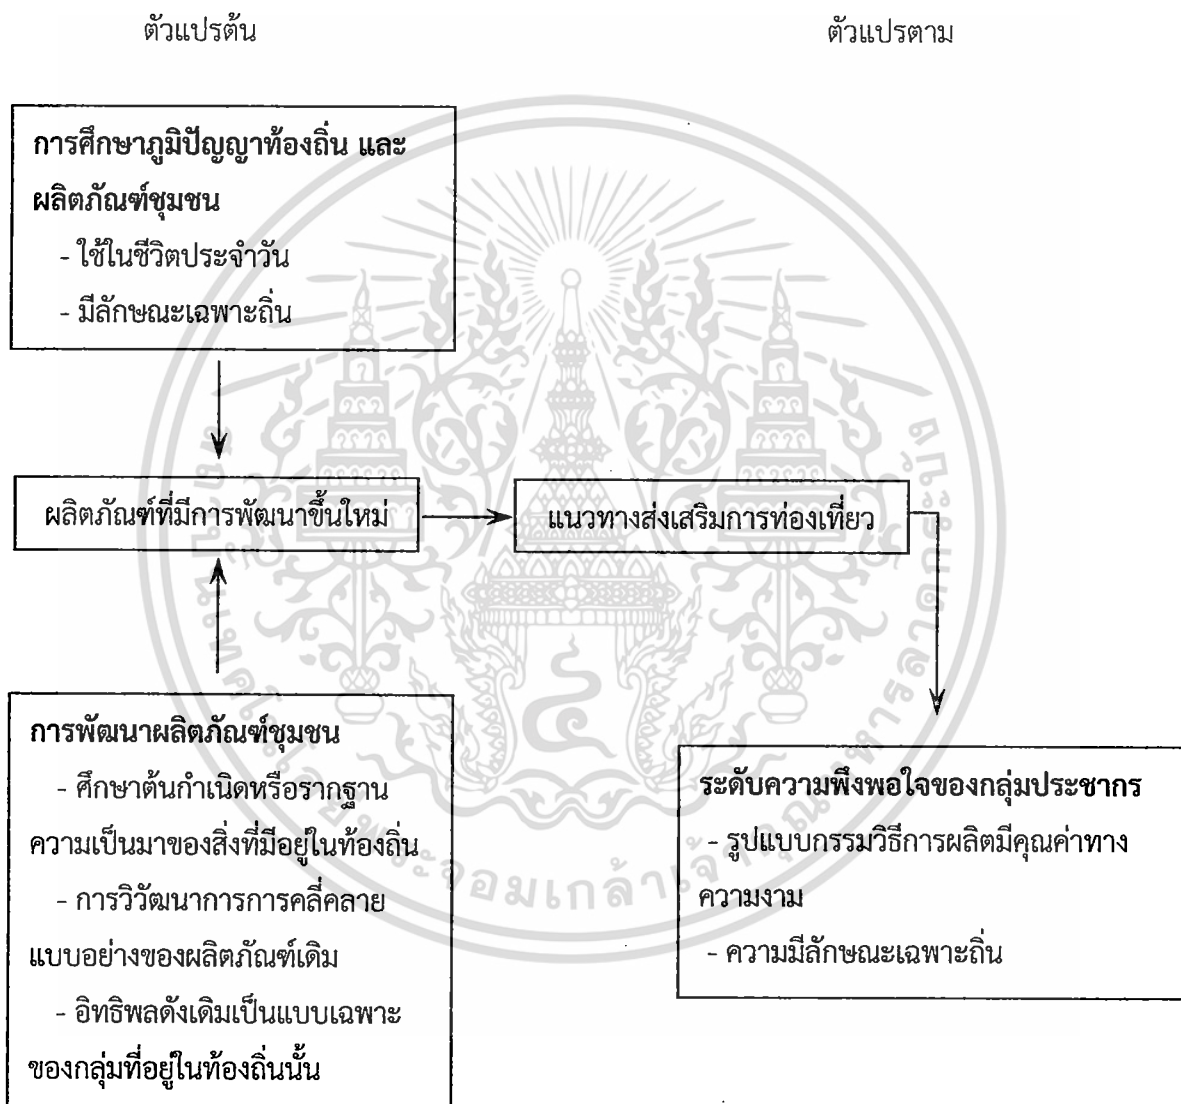 ตัวแปรต้น
ตัวแปรตาม
การศึกษาภูมิปัญญาท้องถิ่น และ
ผลิตภัณฑ์ชุมชน
- ใช้ในชีวิตประจำวัน
- มีลักษณะเฉพาะถิ่น
ผลิตภัณฑ์ที่มีการพัฒนาขึ้นใหม่
แนวทางส่งเสริมการท่องเที่ยว
การพัฒนาผลิตภัณฑ์ชุมชน
- ศึกษาต้นกำเนิดหรือรากฐาน
ความเป็นมาของสิ่งที่มีอยู่ในท้องถิ่น
- การวิวัฒนาการการคลี่คลาย
แบบอย่างของผลิตภัณฑ์เดิม
- อิทธิพลดังเดิมเป็นแบบเฉพาะ
ของกลุ่มที่อยู่ในท้องถิ่นนั้น
ระดับความพึงพอใจของกลุ่มประชากร
- รูปแบบกรรมวิธีการผลิตมีคุณค่าทาง
ความงาม
- ความมีลักษณะเฉพาะถิ่น